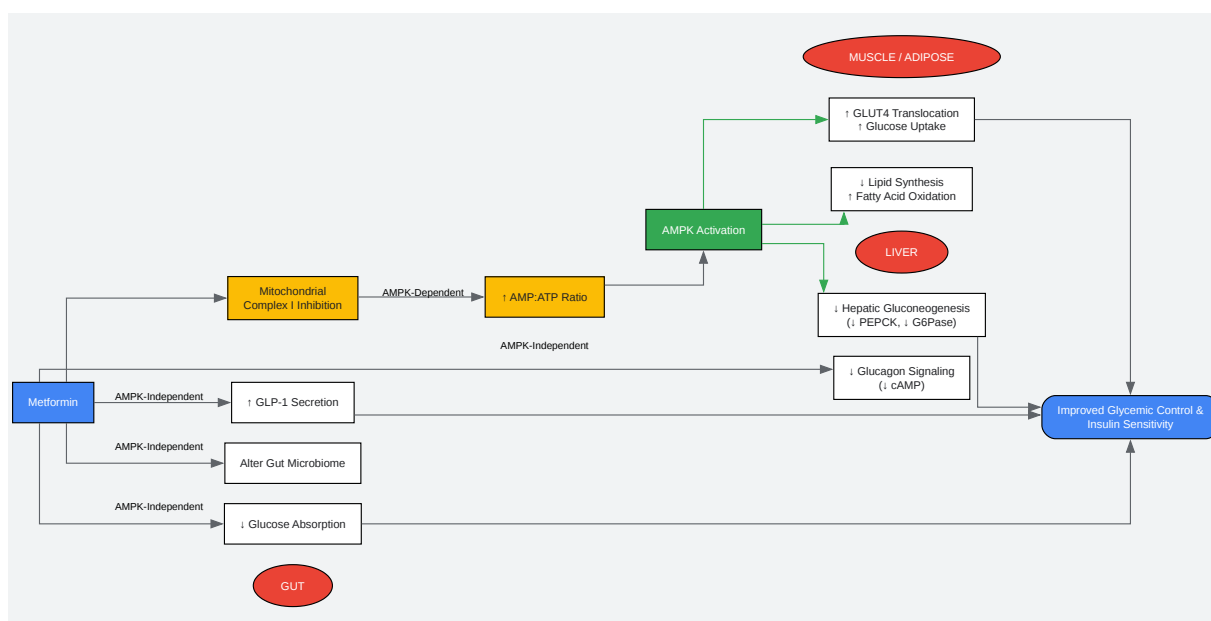 MUSCLE / ADIPOSE
↑ GLUT4 Translocation
↑ Glucose Uptake
↓ Lipid Synthesis
↑ Fatty Acid Oxidation
AMPK Activation
LIVER
Mitochondrial
Complex I Inhibition
AMPK-Dependent
↑ AMP:ATP Ratio
↓ Hepatic Gluconeogenesis
(↓ PEPCK, ↓ G6Pase)
AMPK-Independent
↓ Glucagon Signaling
(↓ cAMP)
Metformin
AMPK-Independent
↑ GLP-1 Secretion
Improved Glycemic Control &
Insulin Sensitivity
AMPK-Independent
Alter Gut Microbiome
AMPK-Independent
↓ Glucose Absorption
GUT